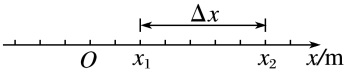 Δx
O x₁ x₂ x/m